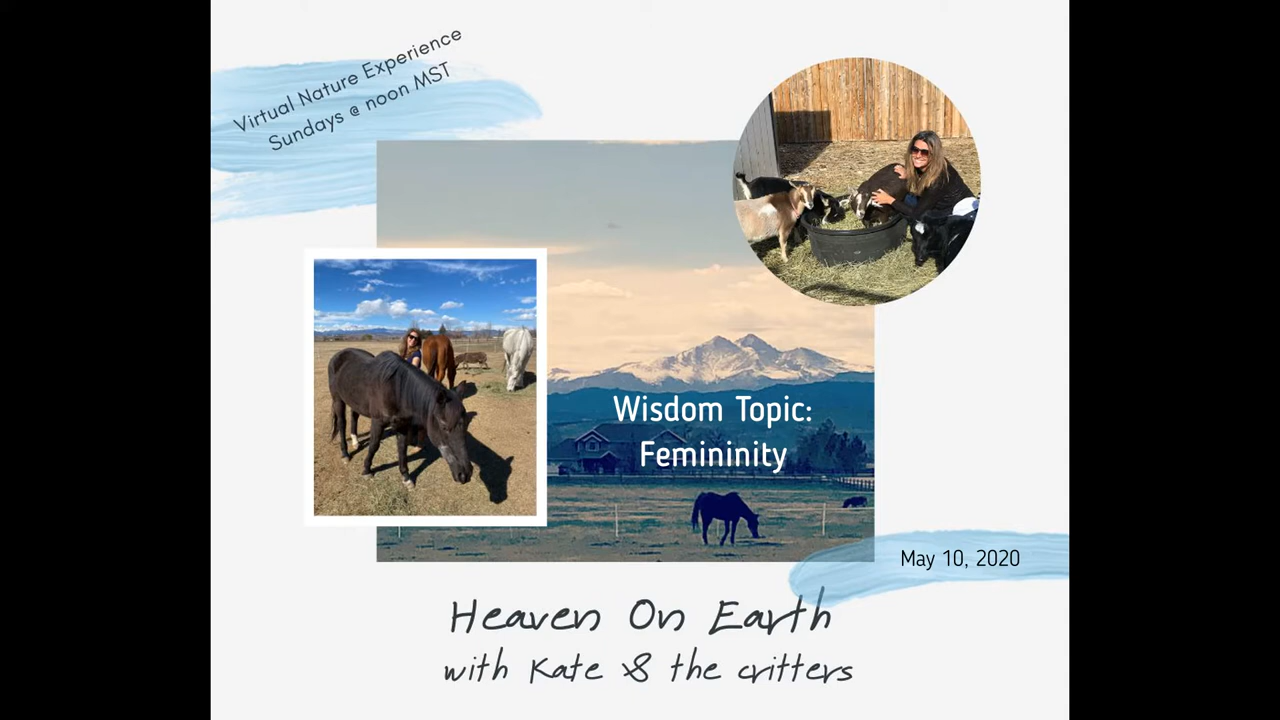 Virtual Nature Experience
Sundays @ noon MST
Wisdom Topic:
Femininity
May 10, 2020
Heaven On Earth
with Kate & the critters